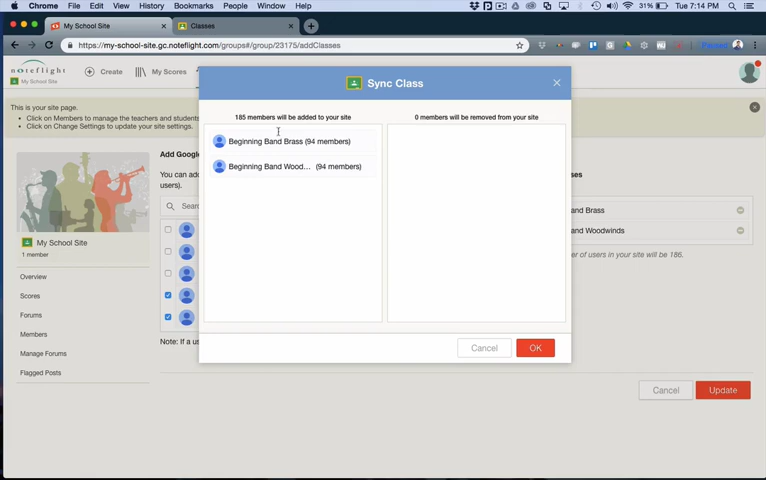 Chrome File Edit View History Bookmarks People Window Help
31% Tue 7:14 PM
My School Site
Classes
https://my-school-site.gc.noteflight.com/groups#/group/23175/addClasses
Paused
noteflight
My School Site
Create
My Scores
This is your site page.
• Click on Members to manage the teachers and students
• Click on Change Settings to update your site settings.
Sync Class
185 members will be added to your site
0 members will be removed from your site
Beginning Band Brass (94 members)
Beginning Band Wood... (94 members)
Cancel
OK
Add Google
You can add
users).
Sear
Note: If a us
My School Site
1 member
Overview
Scores
Forums
Members
Manage Forums
Flagged Posts
ses
and Brass
and Woodwinds
er of users in your site will be 186.
Cancel
Update